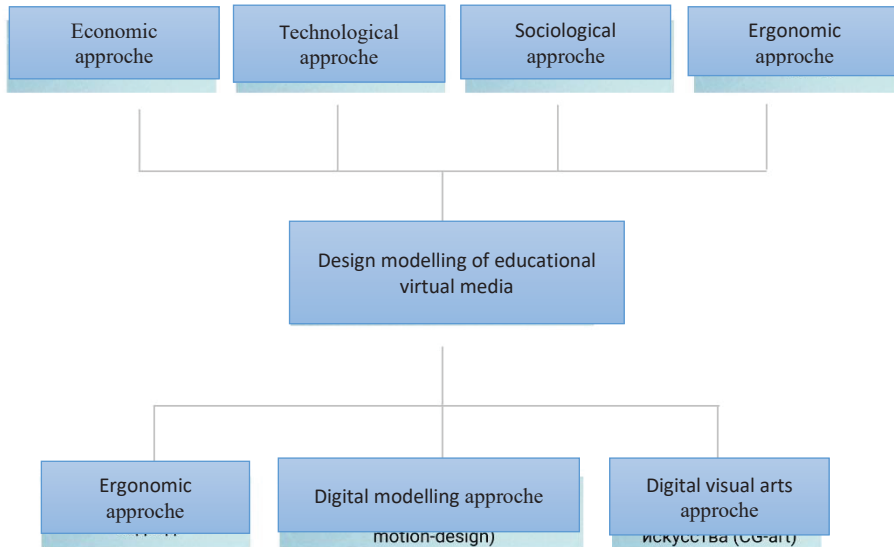 Economic
approche
Technological
approche
Sociological
approche
Ergonomic
approche
Design modelling of educational
virtual media
Ergonomic
approche
Digital modelling approche
motion-design)
Digital visual arts
approche
искусства (CG-art)